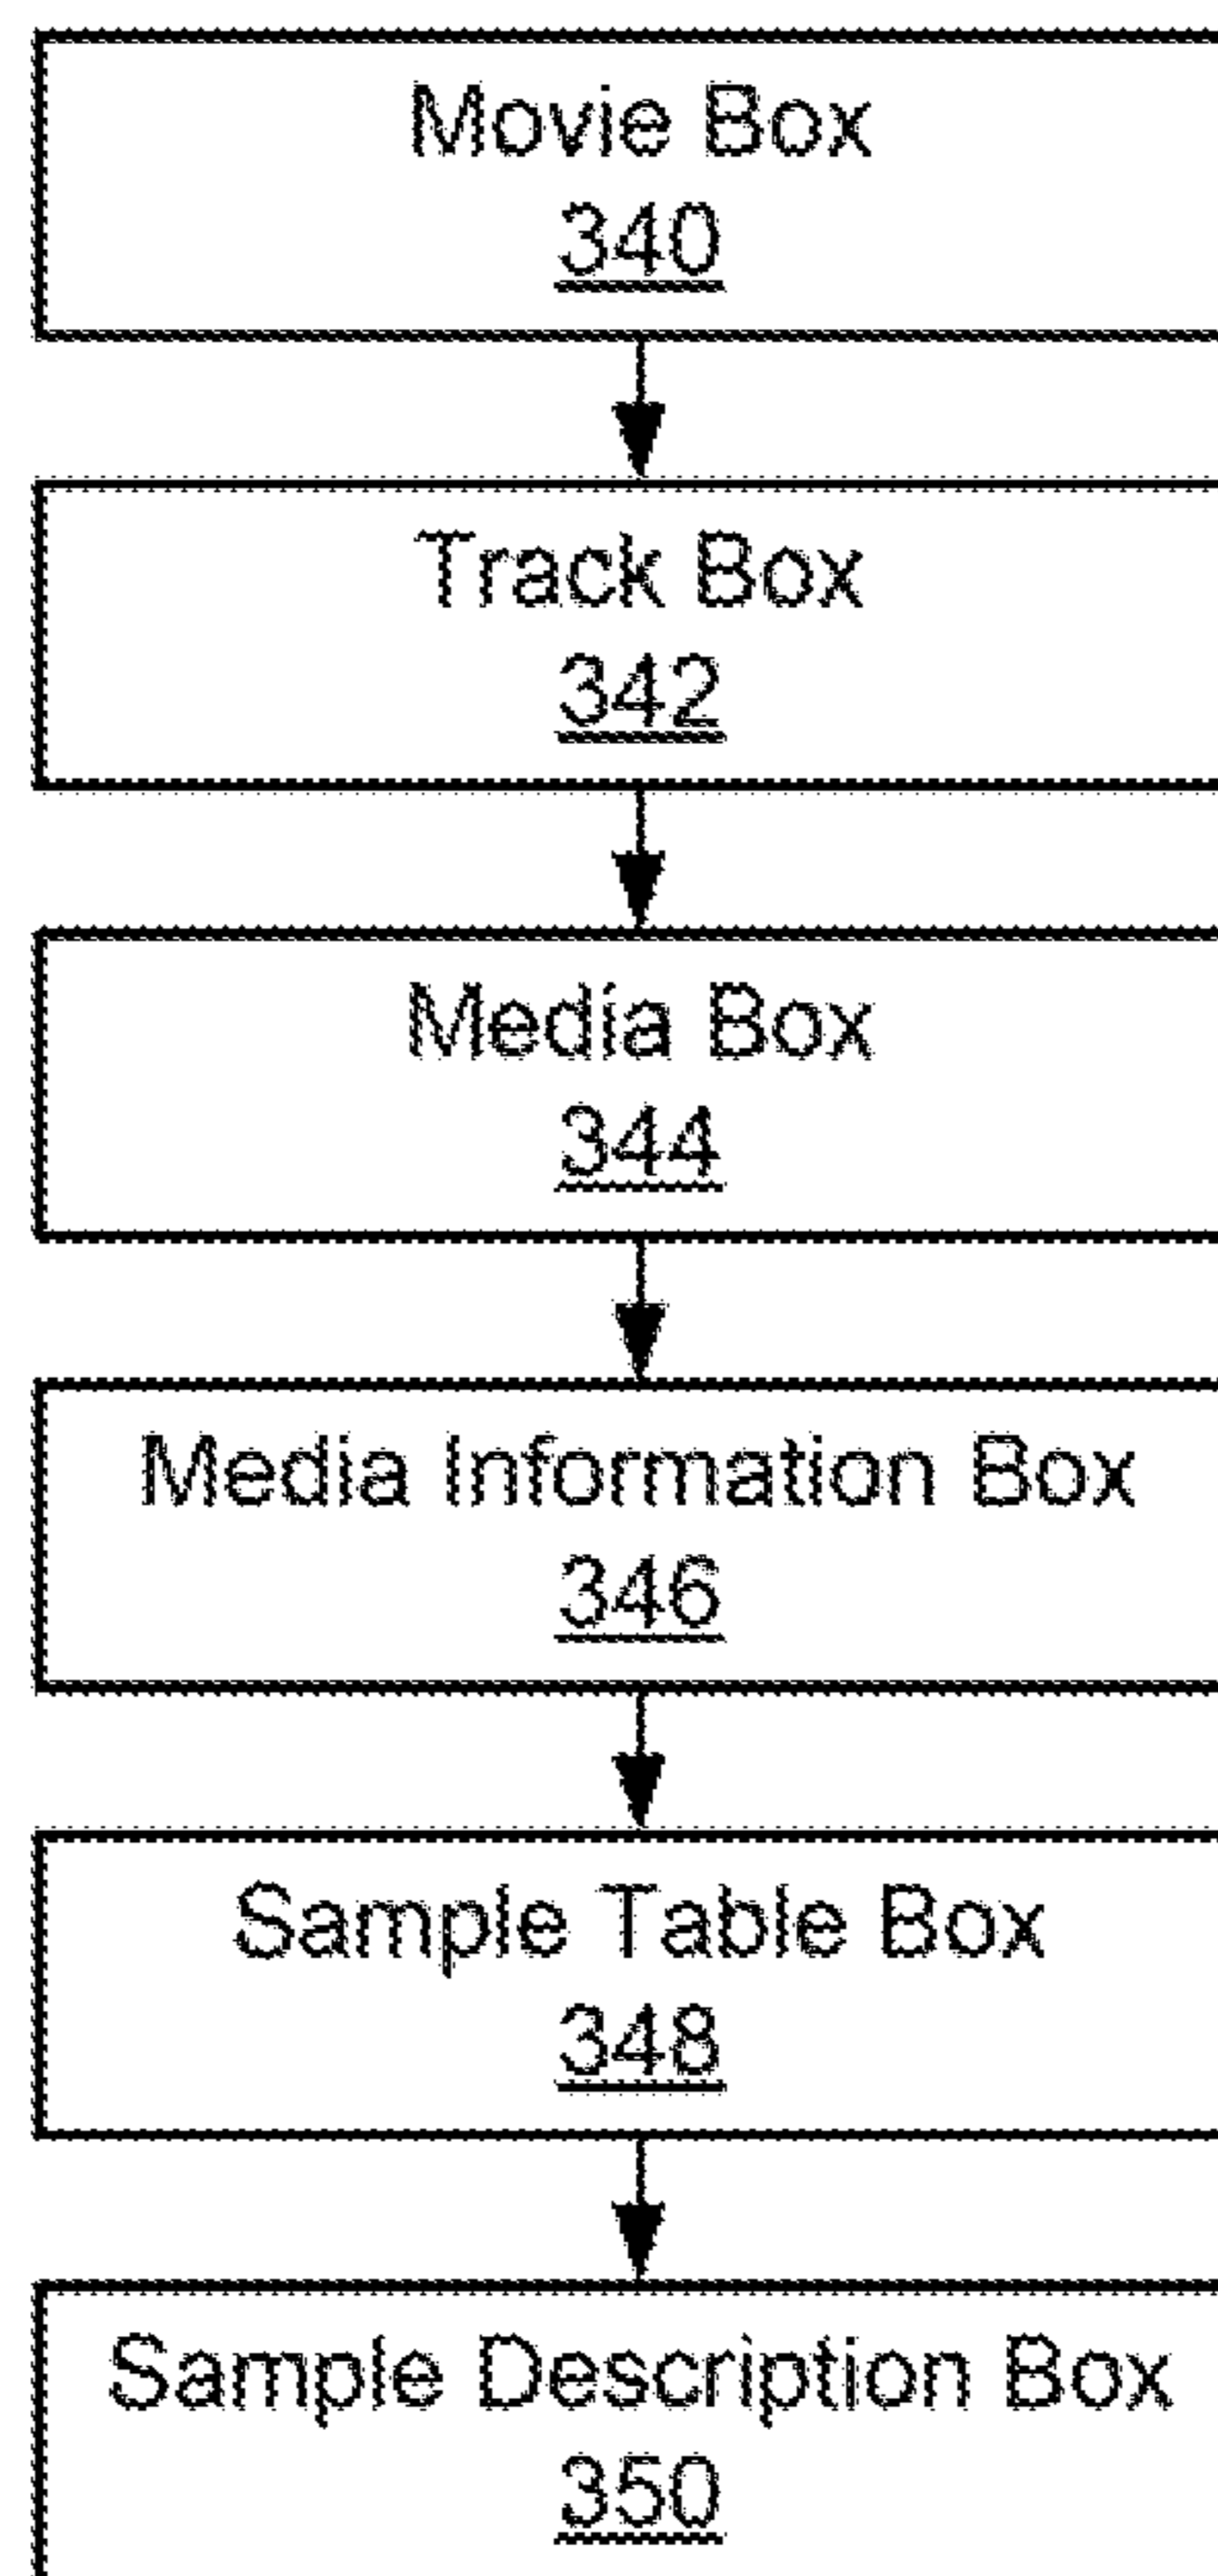 Movie Box
340
Track Box
342
Media Box
344
Media Information Box
346
Sample Table Box
348
Sample Description Box
350